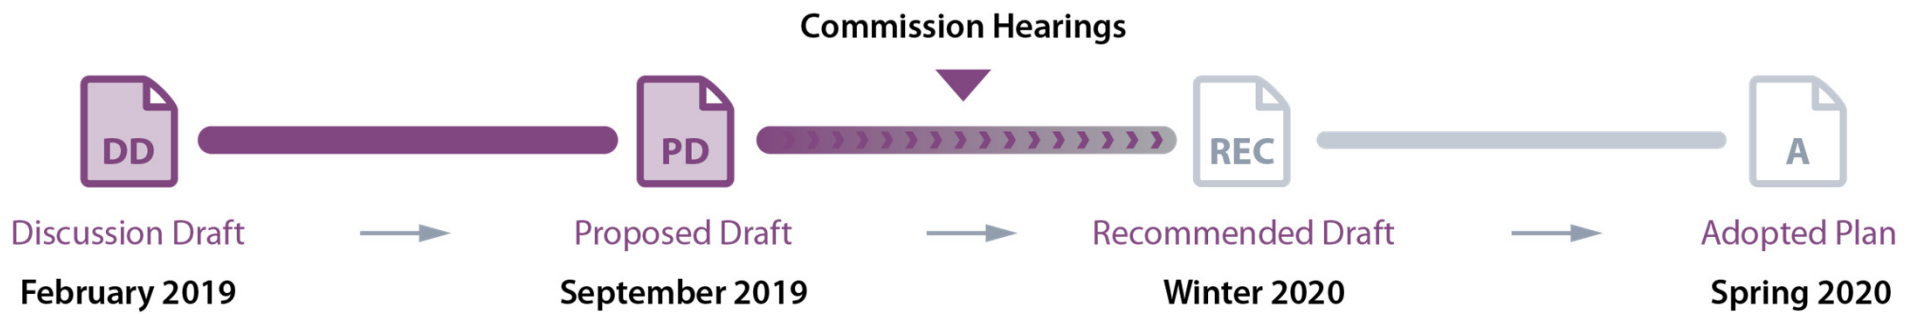 Commission Hearings
DD
PD
REC
A
Discussion Draft
Proposed Draft
Recommended Draft
Adopted Plan
February 2019
September 2019
Winter 2020
Spring 2020